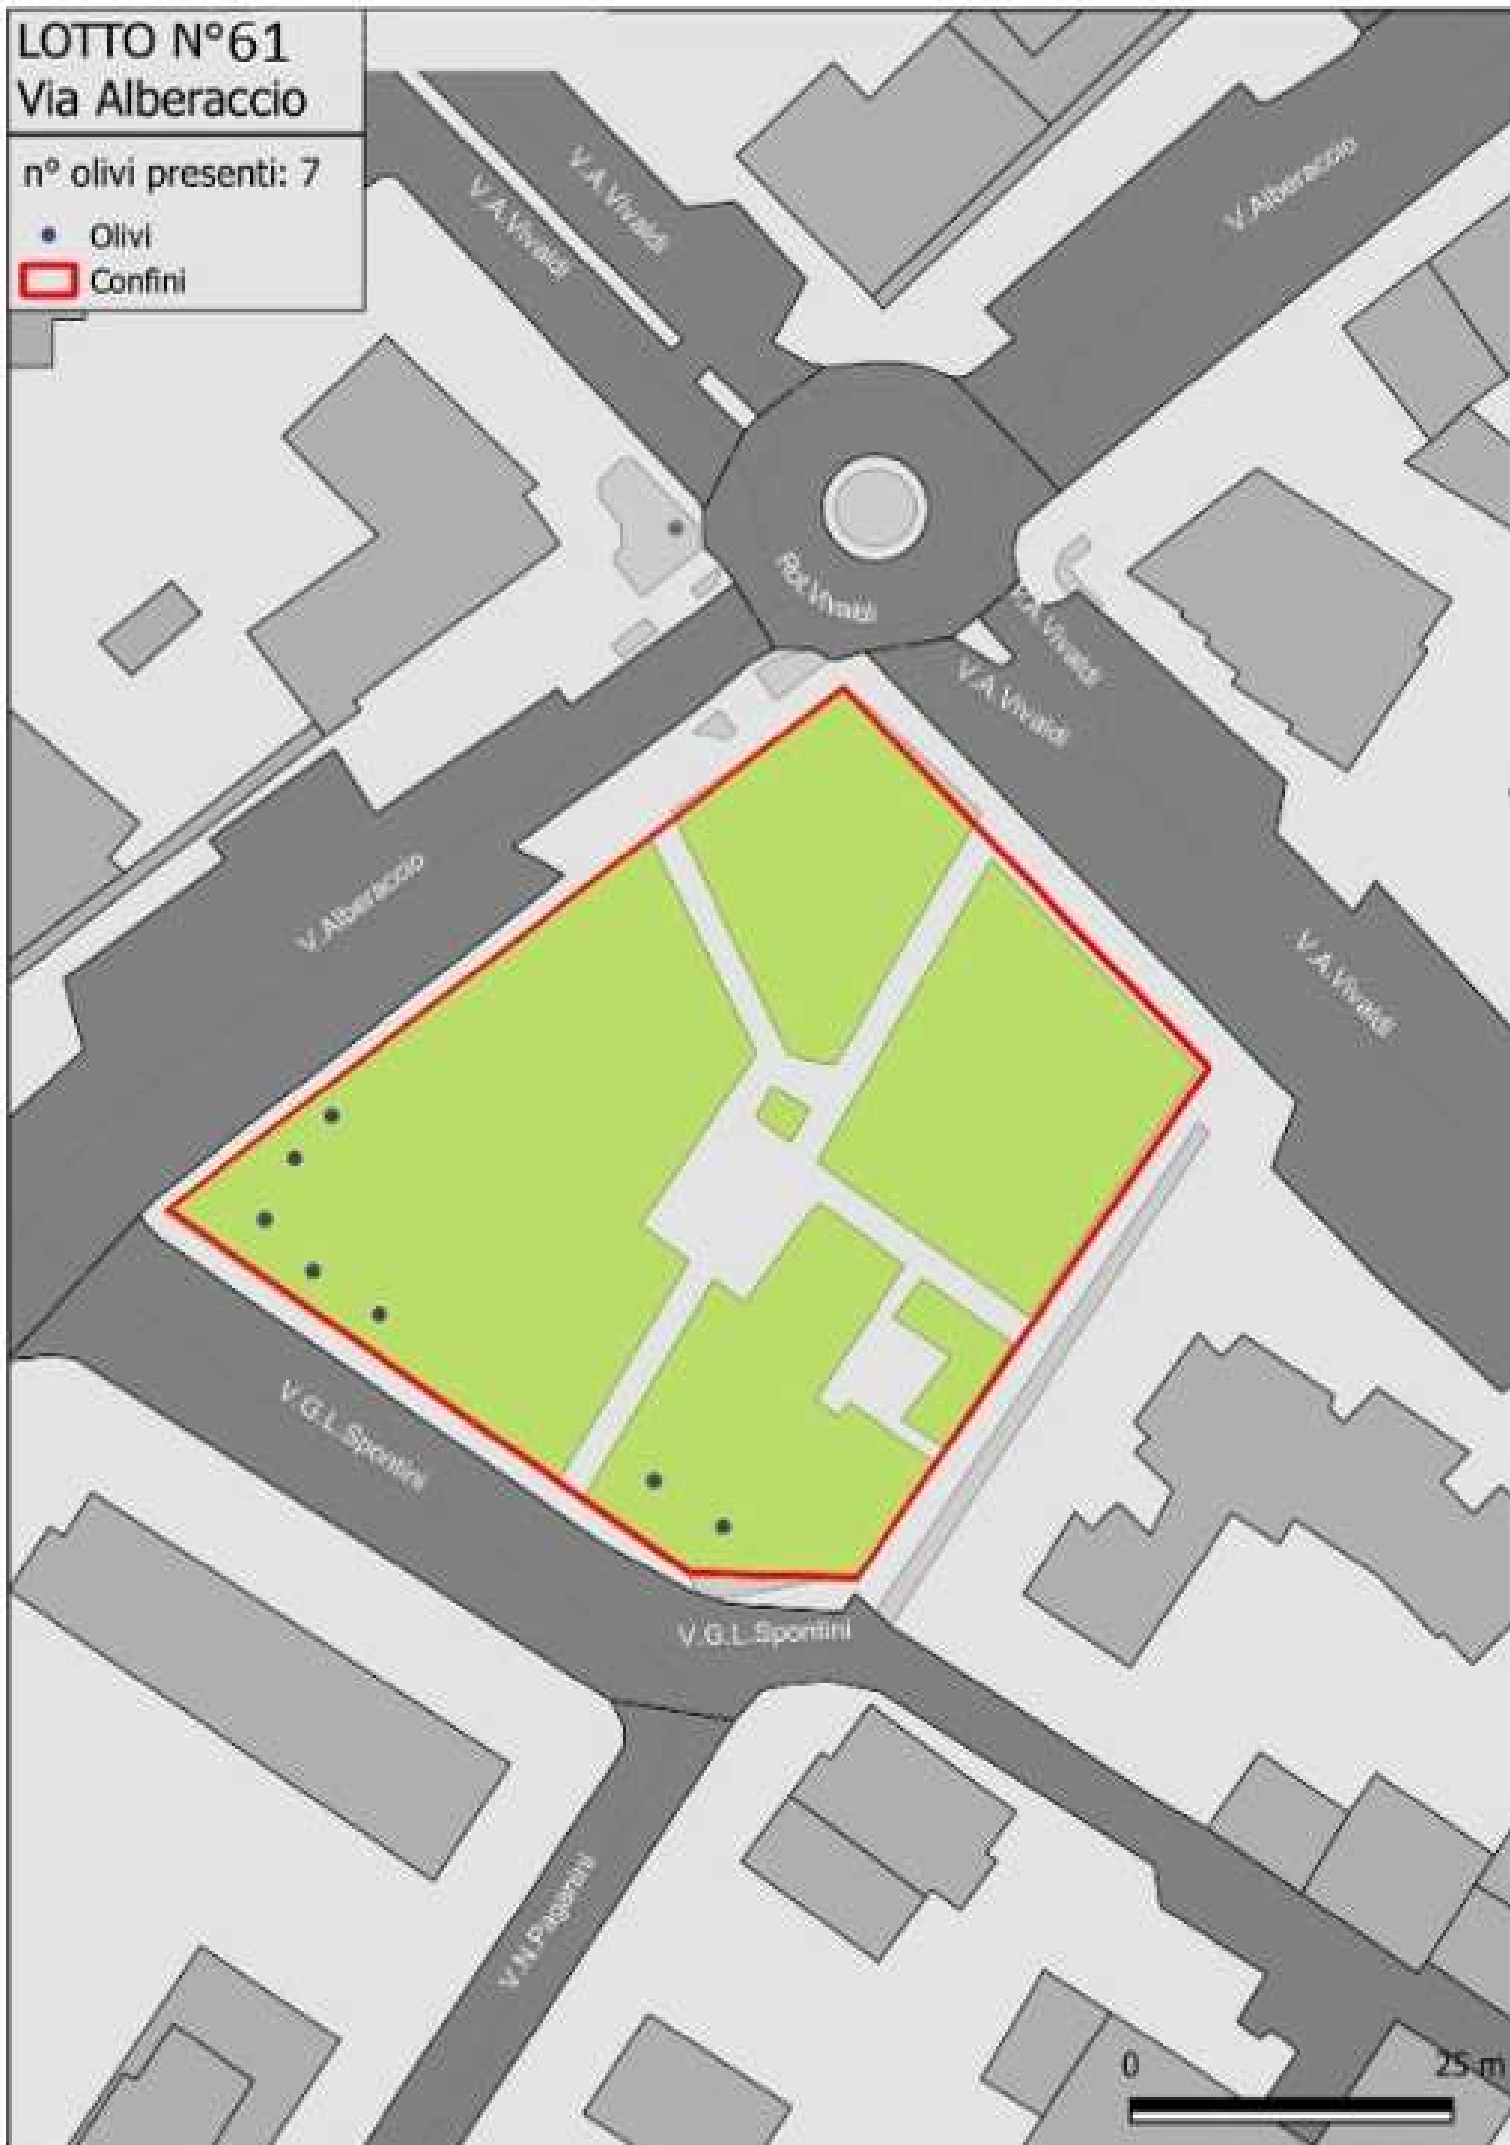 LOTTO N°61
Via Alberaccio
n° olivi presenti: 7
Olivi
Confini
V.A.Vivaldi
V.A.Vivaldi
V.Alberaccio
Rot.Vivaldi
V.A.Vivaldi
V.A.Vivaldi
V.Alberaccio
V.A.Vivaldi
V.G.L.Spontini
V.G.L.Spontini
V.N.Paganini
0 25 m